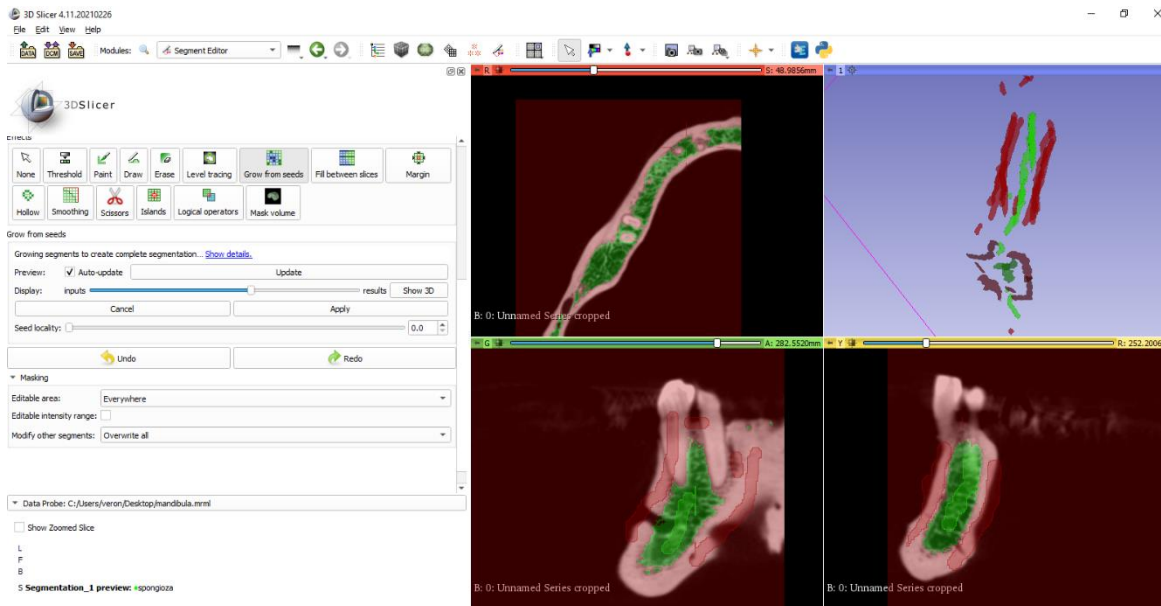 3D Slicer 4.11.20210226
File Edit View Help
DATA DCM SAVE Modules: Segment Editor
R S: 48.9856mm 1
3DSlicer
Effects
None Threshold Paint Draw Erase Level tracing Grow from seeds Fill between slices Margin
Hollow Smoothing Scissors Islands Logical operators Mask volume
Grow from seeds
Growing segments to create complete segmentation... Show details.
Preview: Auto-update Update
Display: inputs results Show 3D
Cancel Apply
Seed locality: 0.0
B: 0: Unnamed Series cropped
G A: 282.5520mm Y R: 252.2006
Undo Redo
Masking
Editable area: Everywhere
Editable intensity range:
Modify other segments: Overwrite all
Data Probe: C:/Users/veron/Desktop/mandibula.mrml
Show Zoomed Slice
L
F
B
S Segmentation_1 preview: spongioza
B: 0: Unnamed Series cropped
B: 0: Unnamed Series cropped